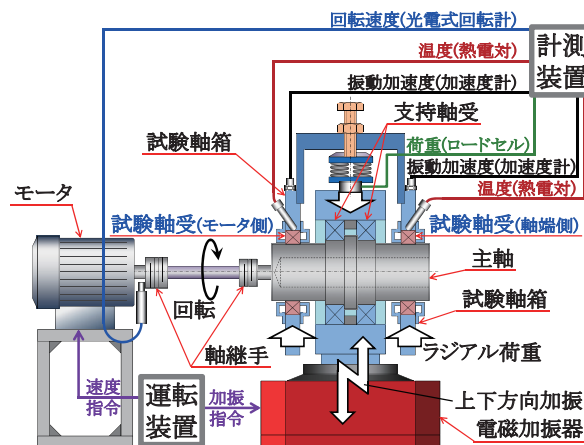 回転速度(光電式回転計)
温度(熱電対)
振動加速度(加速度計)
計測
装置
支持軸受
荷重(ロードセル)
試験軸箱
振動加速度(加速度計)
温度(熱電対)
モータ
試験軸受(モータ側)
試験軸受(軸端側)
主軸
回転
試験軸箱
軸継手
ラジアル荷重
速度
指令
運転
装置
加振
指令
上下方向加振
電磁加振器